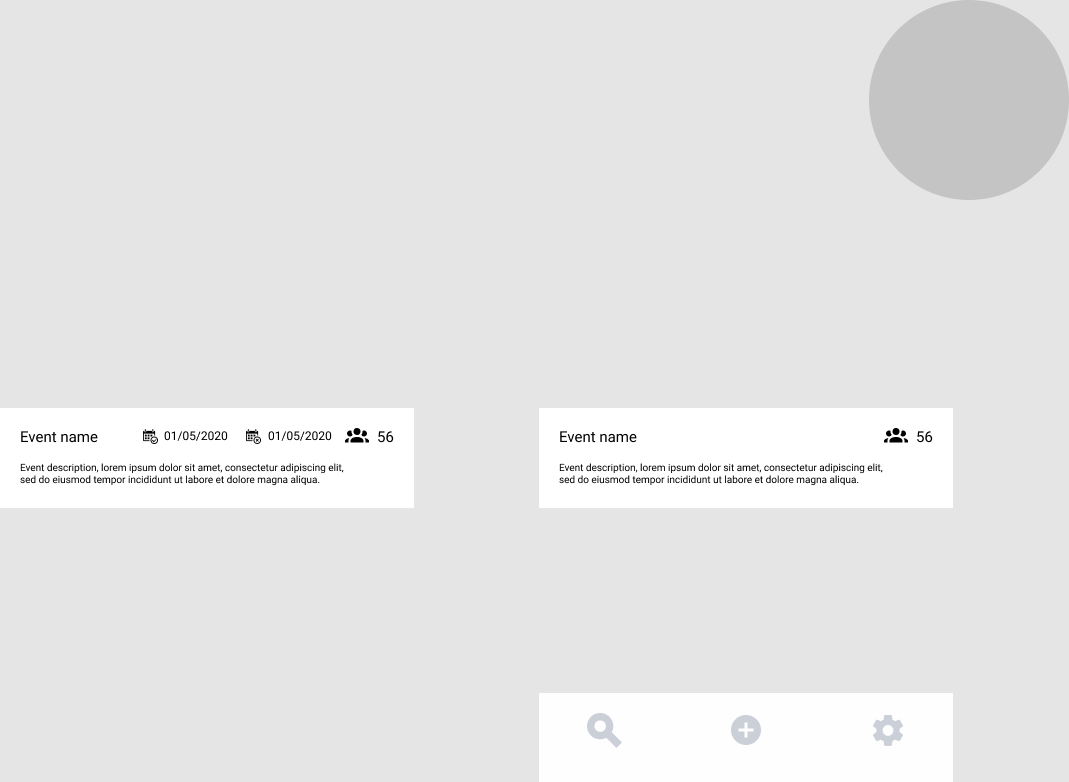 Event name 01/05/2020 01/05/2020 56
Event description, lorem ipsum dolor sit amet, consectetur adipiscing elit,
sed do eiusmod tempor incididunt ut labore et dolore magna aliqua.
Event name 56
Event description, lorem ipsum dolor sit amet, consectetur adipiscing elit,
sed do eiusmod tempor incididunt ut labore et dolore magna aliqua.